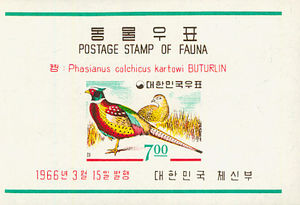 동물우표
POSTAGE STAMP OF FAUNA
꿩: Phasianus colchicus kartowi BUTURLIN
대한민국우표
7.00
1966년 3월 15일 발행 대한민국 체신부